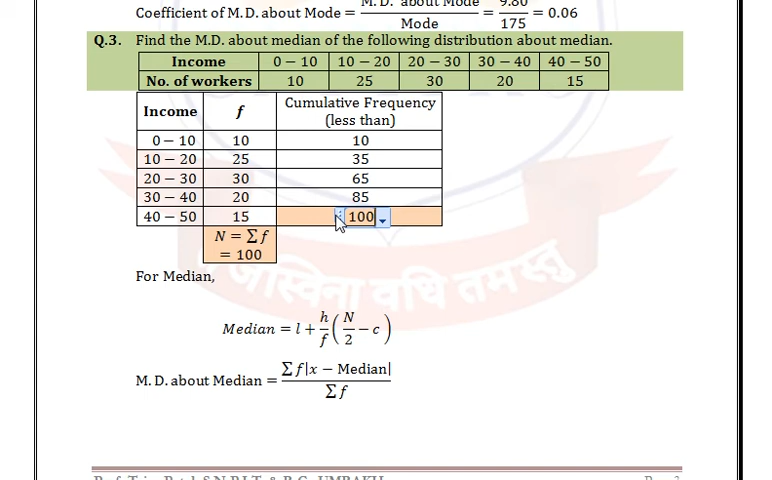 Coefficient of M.D. about Mode = M.D. about Mode / Mode = 9.80 / 175 = 0.06
Q.3. Find the M.D. about median of the following distribution about median.
Income 0 – 10 10 – 20 20 – 30 30 – 40 40 – 50
No. of workers 10 25 30 20 15
Income f Cumulative Frequency (less than)
0 – 10 10 10
10 – 20 25 35
20 – 30 30 65
30 – 40 20 85
40 – 50 15 100
N = Σ f
= 100
For Median,
Median = l + h/f ( N/2 − c )
M. D. about Median = Σ f|x − Median| / Σ f